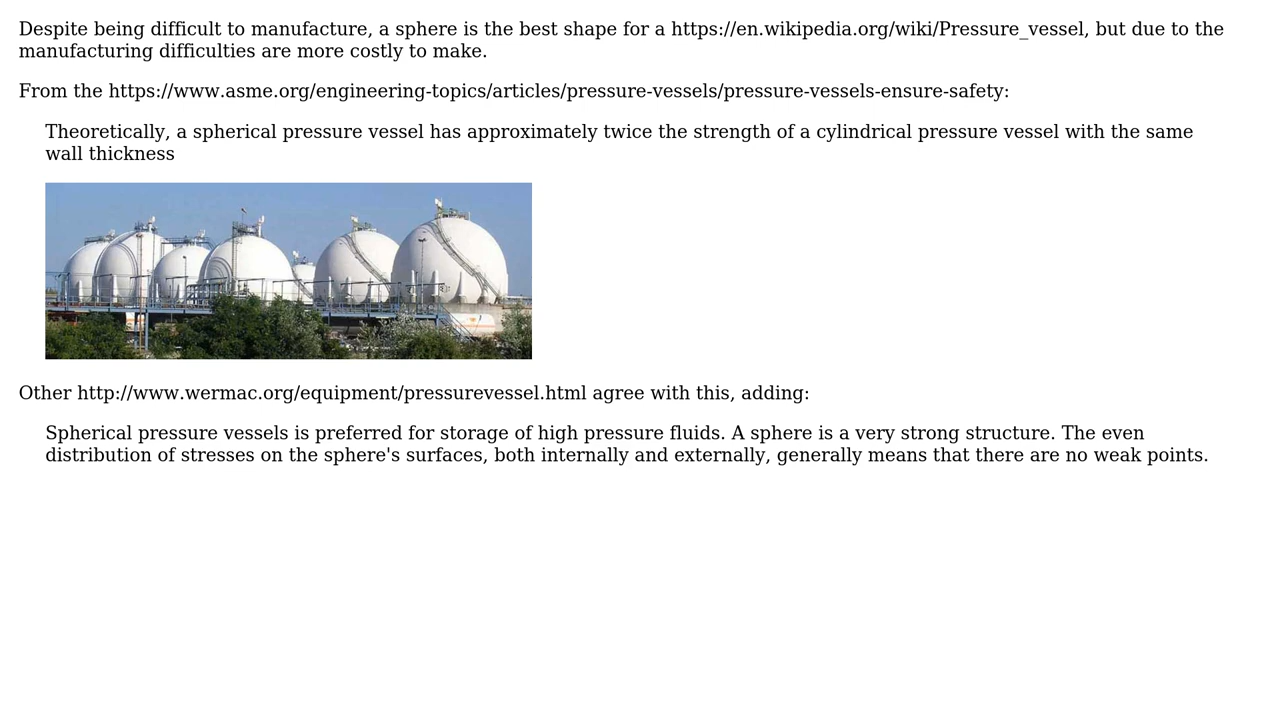 Despite being difficult to manufacture, a sphere is the best shape for a https://en.wikipedia.org/wiki/Pressure_vessel, but due to the
manufacturing difficulties are more costly to make.
From the https://www.asme.org/engineering-topics/articles/pressure-vessels/pressure-vessels-ensure-safety:
Theoretically, a spherical pressure vessel has approximately twice the strength of a cylindrical pressure vessel with the same
wall thickness
Other http://www.wermac.org/equipment/pressurevessel.html agree with this, adding:
Spherical pressure vessels is preferred for storage of high pressure fluids. A sphere is a very strong structure. The even
distribution of stresses on the sphere's surfaces, both internally and externally, generally means that there are no weak points.